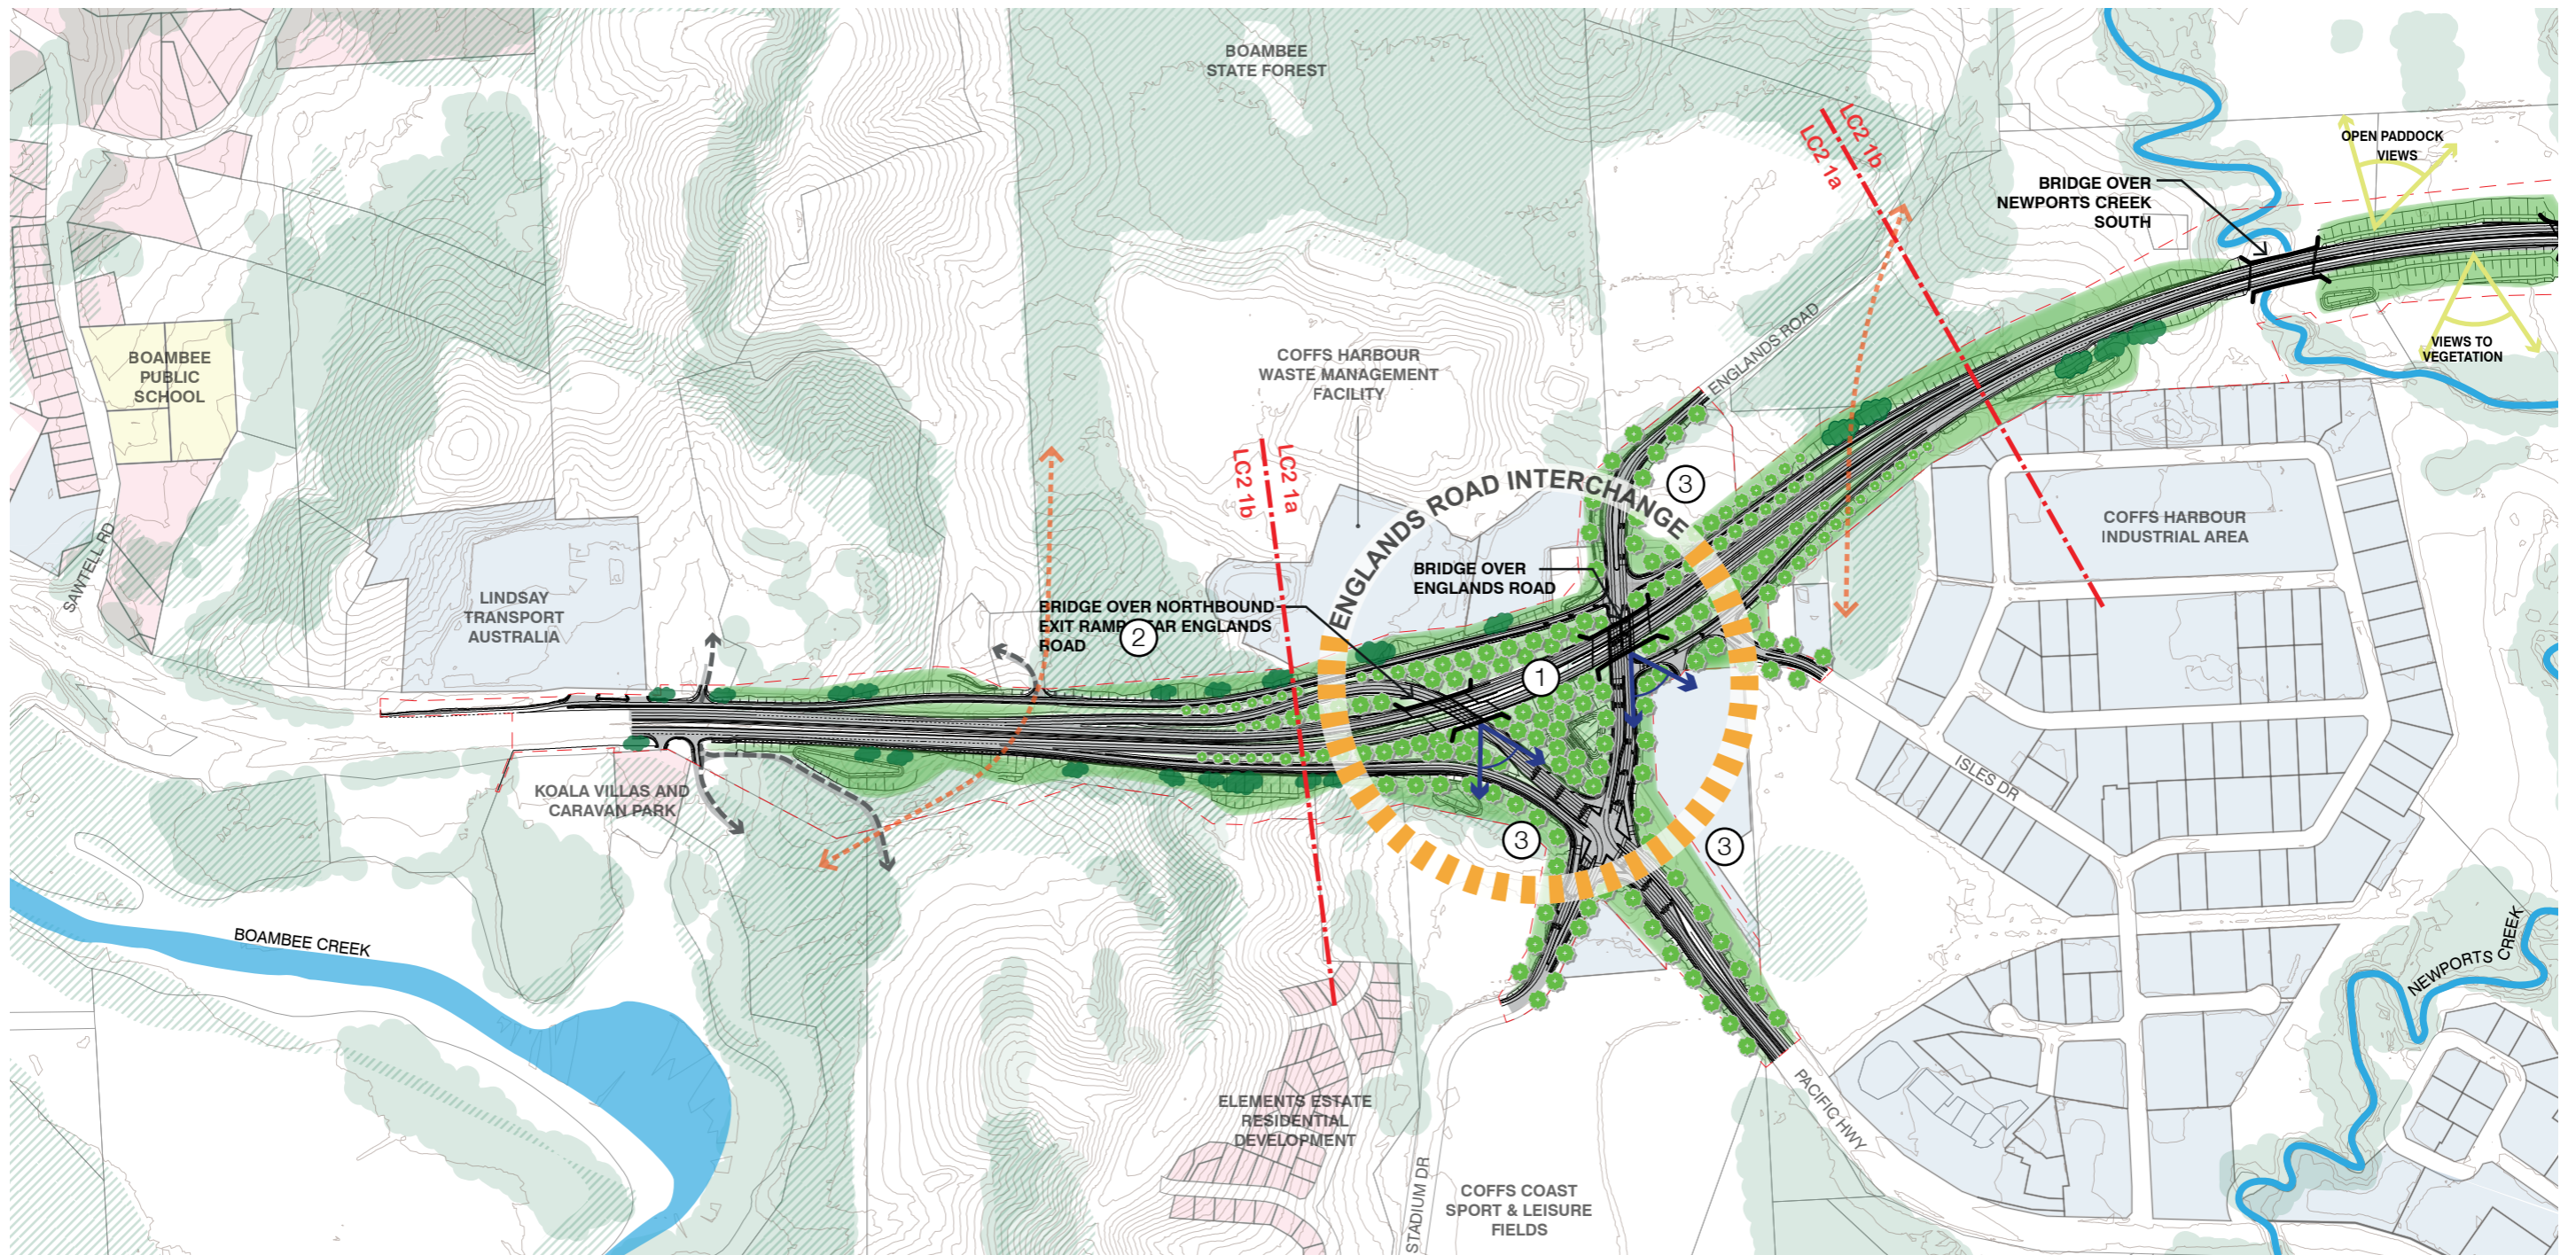 BOAMBEE
STATE FOREST
LC2 1b
LC2 1a
OPEN PADDOCK
VIEWS
BRIDGE OVER
NEWPORTS CREEK
SOUTH
VIEWS TO
VEGETATION
BOAMBEE
PUBLIC
SCHOOL
COFFS HARBOUR
WASTE MANAGEMENT
FACILITY
ENGLANDS ROAD
LC2 1a
LC2 1b
3
ENGLANDS ROAD INTERCHANGE
COFFS HARBOUR
INDUSTRIAL AREA
SAWTELL RD
LINDSAY
TRANSPORT
AUSTRALIA
BRIDGE OVER
ENGLANDS ROAD
BRIDGE OVER NORTHBOUND
EXIT RAMP ENGLANDS
ROAD
2
1
KOALA VILLAS AND
CARAVAN PARK
ISLES DR
3
3
BOAMBEE CREEK
NEWPORTS CREEK
PACIFIC HWY
ELEMENTS ESTATE
RESIDENTIAL
DEVELOPMENT
STADIUM DR
COFFS COAST
SPORT & LEISURE
FIELDS